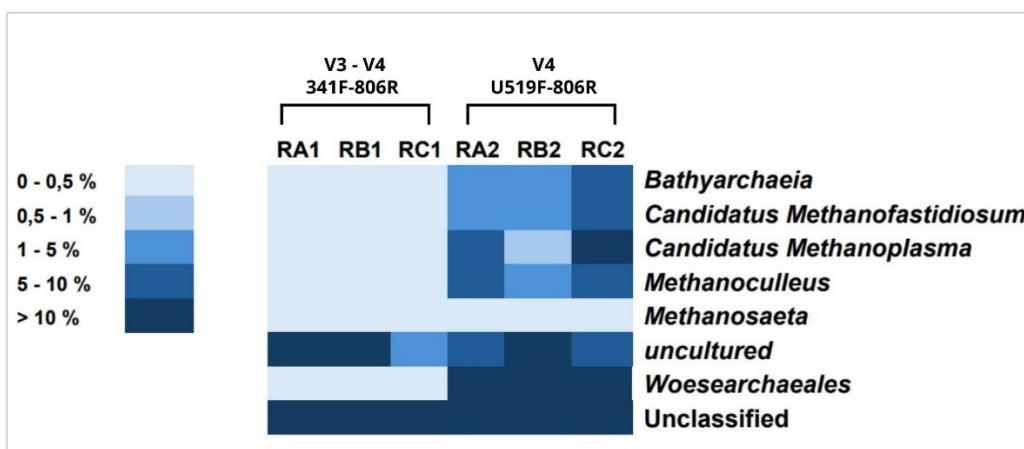 V3 - V4
341F-806R
V4
U519F-806R
RA1 RB1 RC1 RA2 RB2 RC2
0 - 0,5 %
0,5 - 1 %
1 - 5 %
5 - 10 %
> 10 %
Bathyarchaeia
Candidatus Methanofastidiosum
Candidatus Methanoplasma
Methanoculleus
Methanosaeta
uncultured
Woesearchaeales
Unclassified